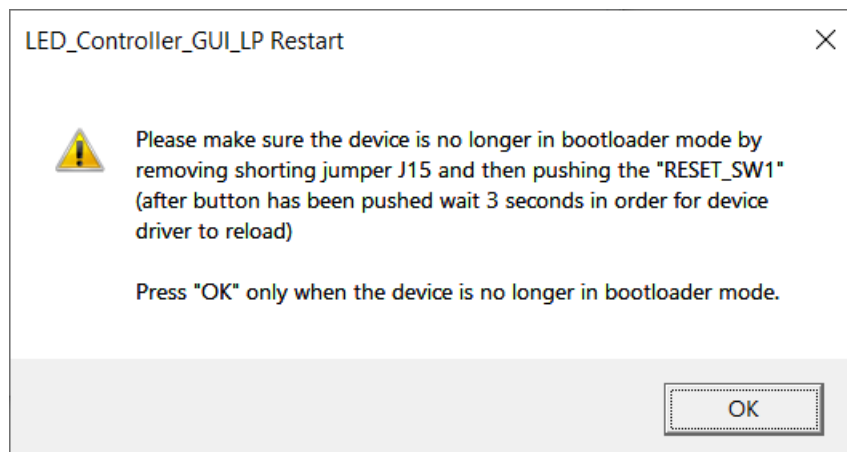 LED_Controller_GUI_LP Restart
Please make sure the device is no longer in bootloader mode by
removing shorting jumper J15 and then pushing the "RESET_SW1"
(after button has been pushed wait 3 seconds in order for device
driver to reload)
Press "OK" only when the device is no longer in bootloader mode.
OK